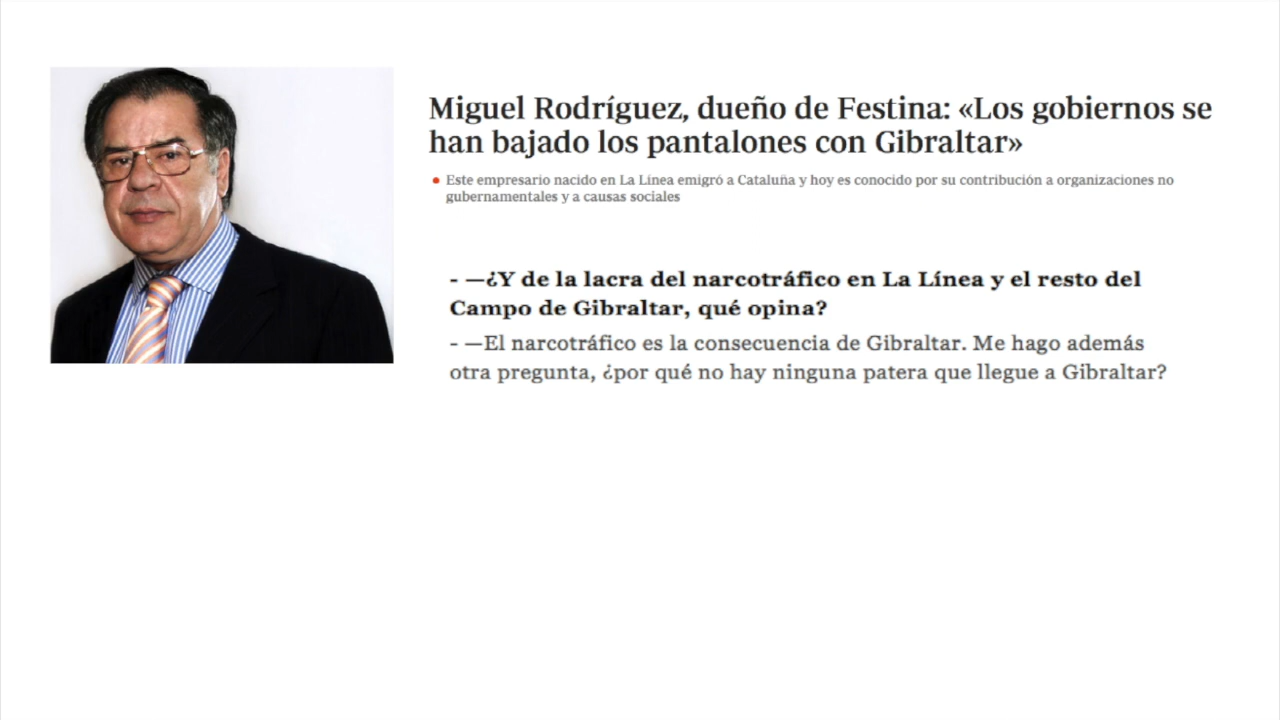 Miguel Rodríguez, dueño de Festina: «Los gobiernos se
han bajado los pantalones con Gibraltar»
Este empresario nacido en La Línea emigró a Cataluña y hoy es conocido por su contribución a organizaciones no
gubernamentales y a causas sociales
- —¿Y de la lacra del narcotráfico en La Línea y el resto del
Campo de Gibraltar, qué opina?
- —El narcotráfico es la consecuencia de Gibraltar. Me hago además
otra pregunta, ¿por qué no hay ninguna patera que llegue a Gibraltar?